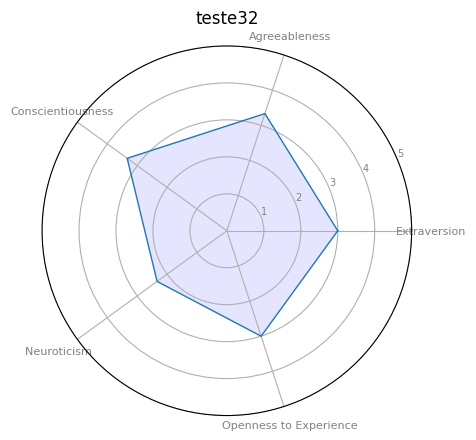 teste32
Agreeableness
Conscientiousness
5
4
3
2
1
Extraversion
Neuroticism
Openness to Experience